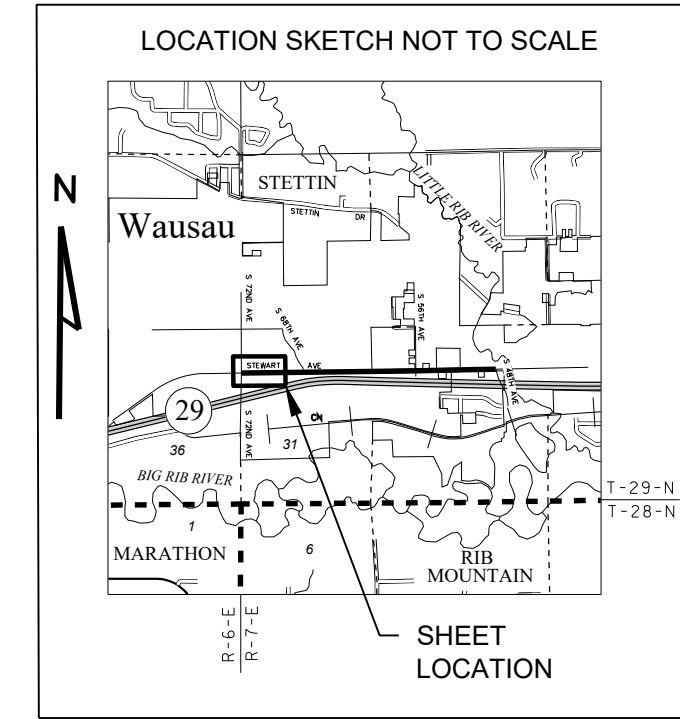 LOCATION SKETCH NOT TO SCALE
N
STETTIN
Wausau
STETTIN DR
LITTLE RIB RIVER
S 72ND AVE
S 68TH AVE
S 56TH AVE
STEWART AVE
S 48TH AVE
29
S 72ND AVE
CN
36
31
BIG RIB RIVER
T-29-N
T-28-N
1
6
MARATHON
RIB
MOUNTAIN
R-6-E
R-7-E
SHEET
LOCATION